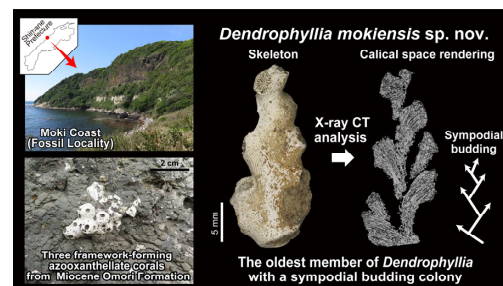 Shimane
Prefecture
Moki Coast
(Fossil Locality)
2 cm
Three framework-forming
azooxanthellate corals
from Miocene Omori Formation
Dendrophyllia mokiensis sp. nov.
Skeleton
Calical space rendering
X-ray CT
analysis
Sympodial
budding
5 mm
The oldest member of Dendrophyllia
with a sympodial budding colony